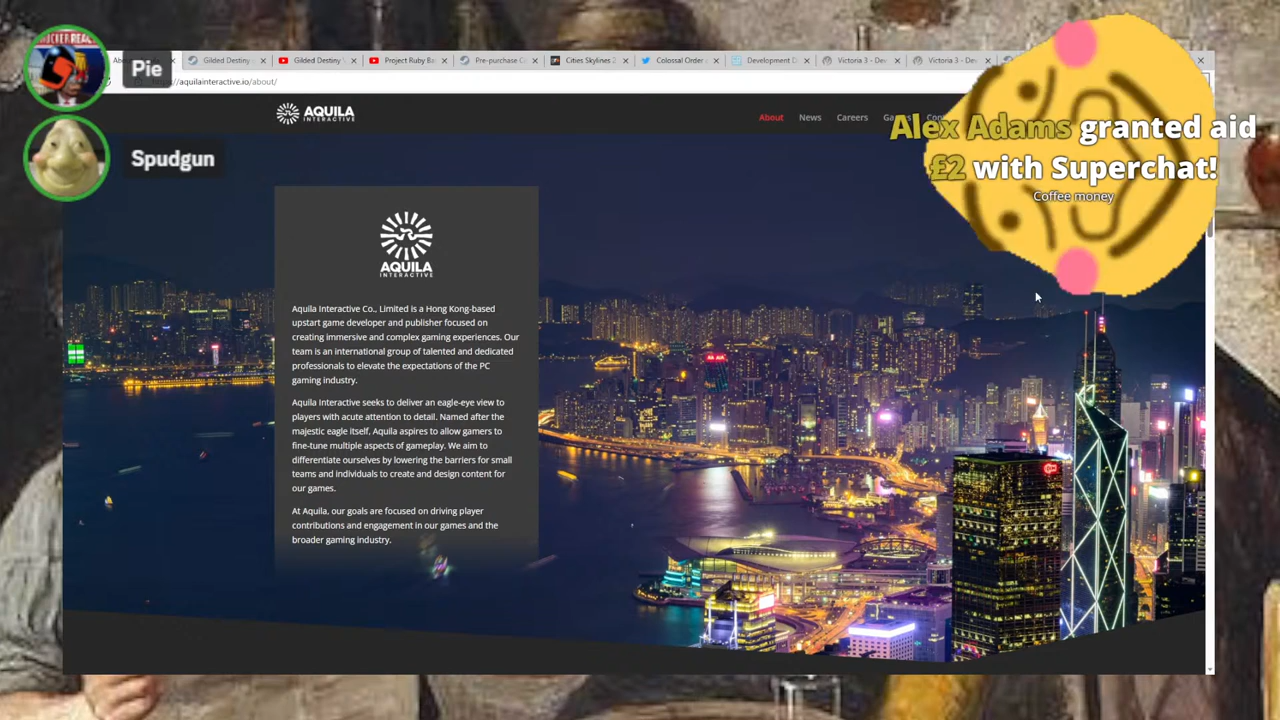 Pie
Spudgun
Gilded Destiny
Gilded Destiny
Project Ruby Ba
Pre-purchase C
Cities Skylines 2
Colossal Order
Development D
Victoria 3 - Dev
Victoria 3 - Dev
aquilainteractive.io/about/
AQUILA
INTERACTIVE
About
News
Careers
Alex Adams granted aid
£2 with Superchat!
Coffee money
AQUILA
INTERACTIVE
Aquila Interactive Co., Limited is a Hong Kong-based
upstart game developer and publisher focused on
creating immersive and complex gaming experiences. Our
team is an international group of talented and dedicated
professionals to elevate the expectations of the PC
gaming industry.
Aquila Interactive seeks to deliver an eagle-eye view to
players with acute attention to detail. Named after the
majestic eagle itself, Aquila aspires to allow gamers to
fine-tune multiple aspects of gameplay. We aim to
differentiate ourselves by lowering the barriers for small
teams and individuals to create and design content for
our games.
At Aquila, our goals are focused on driving player
contributions and engagement in our games and the
broader gaming industry.